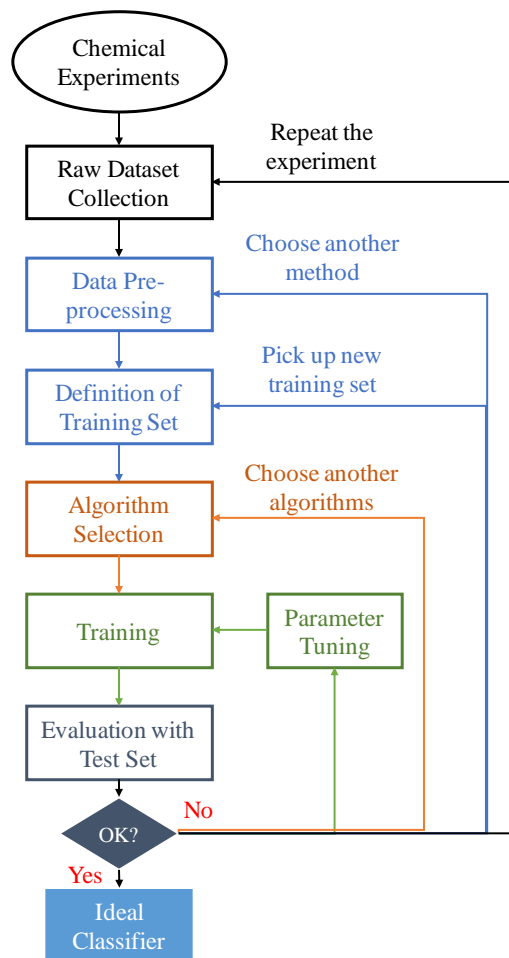 Chemical
Experiments
Repeat the
experiment
Raw Dataset
Collection
Choose another
method
Data Pre-
processing
Pick up new
training set
Definition of
Training Set
Choose another
algorithms
Algorithm
Selection
Training
Parameter
Tuning
Evaluation with
Test Set
No
OK?
Yes
Ideal
Classifier